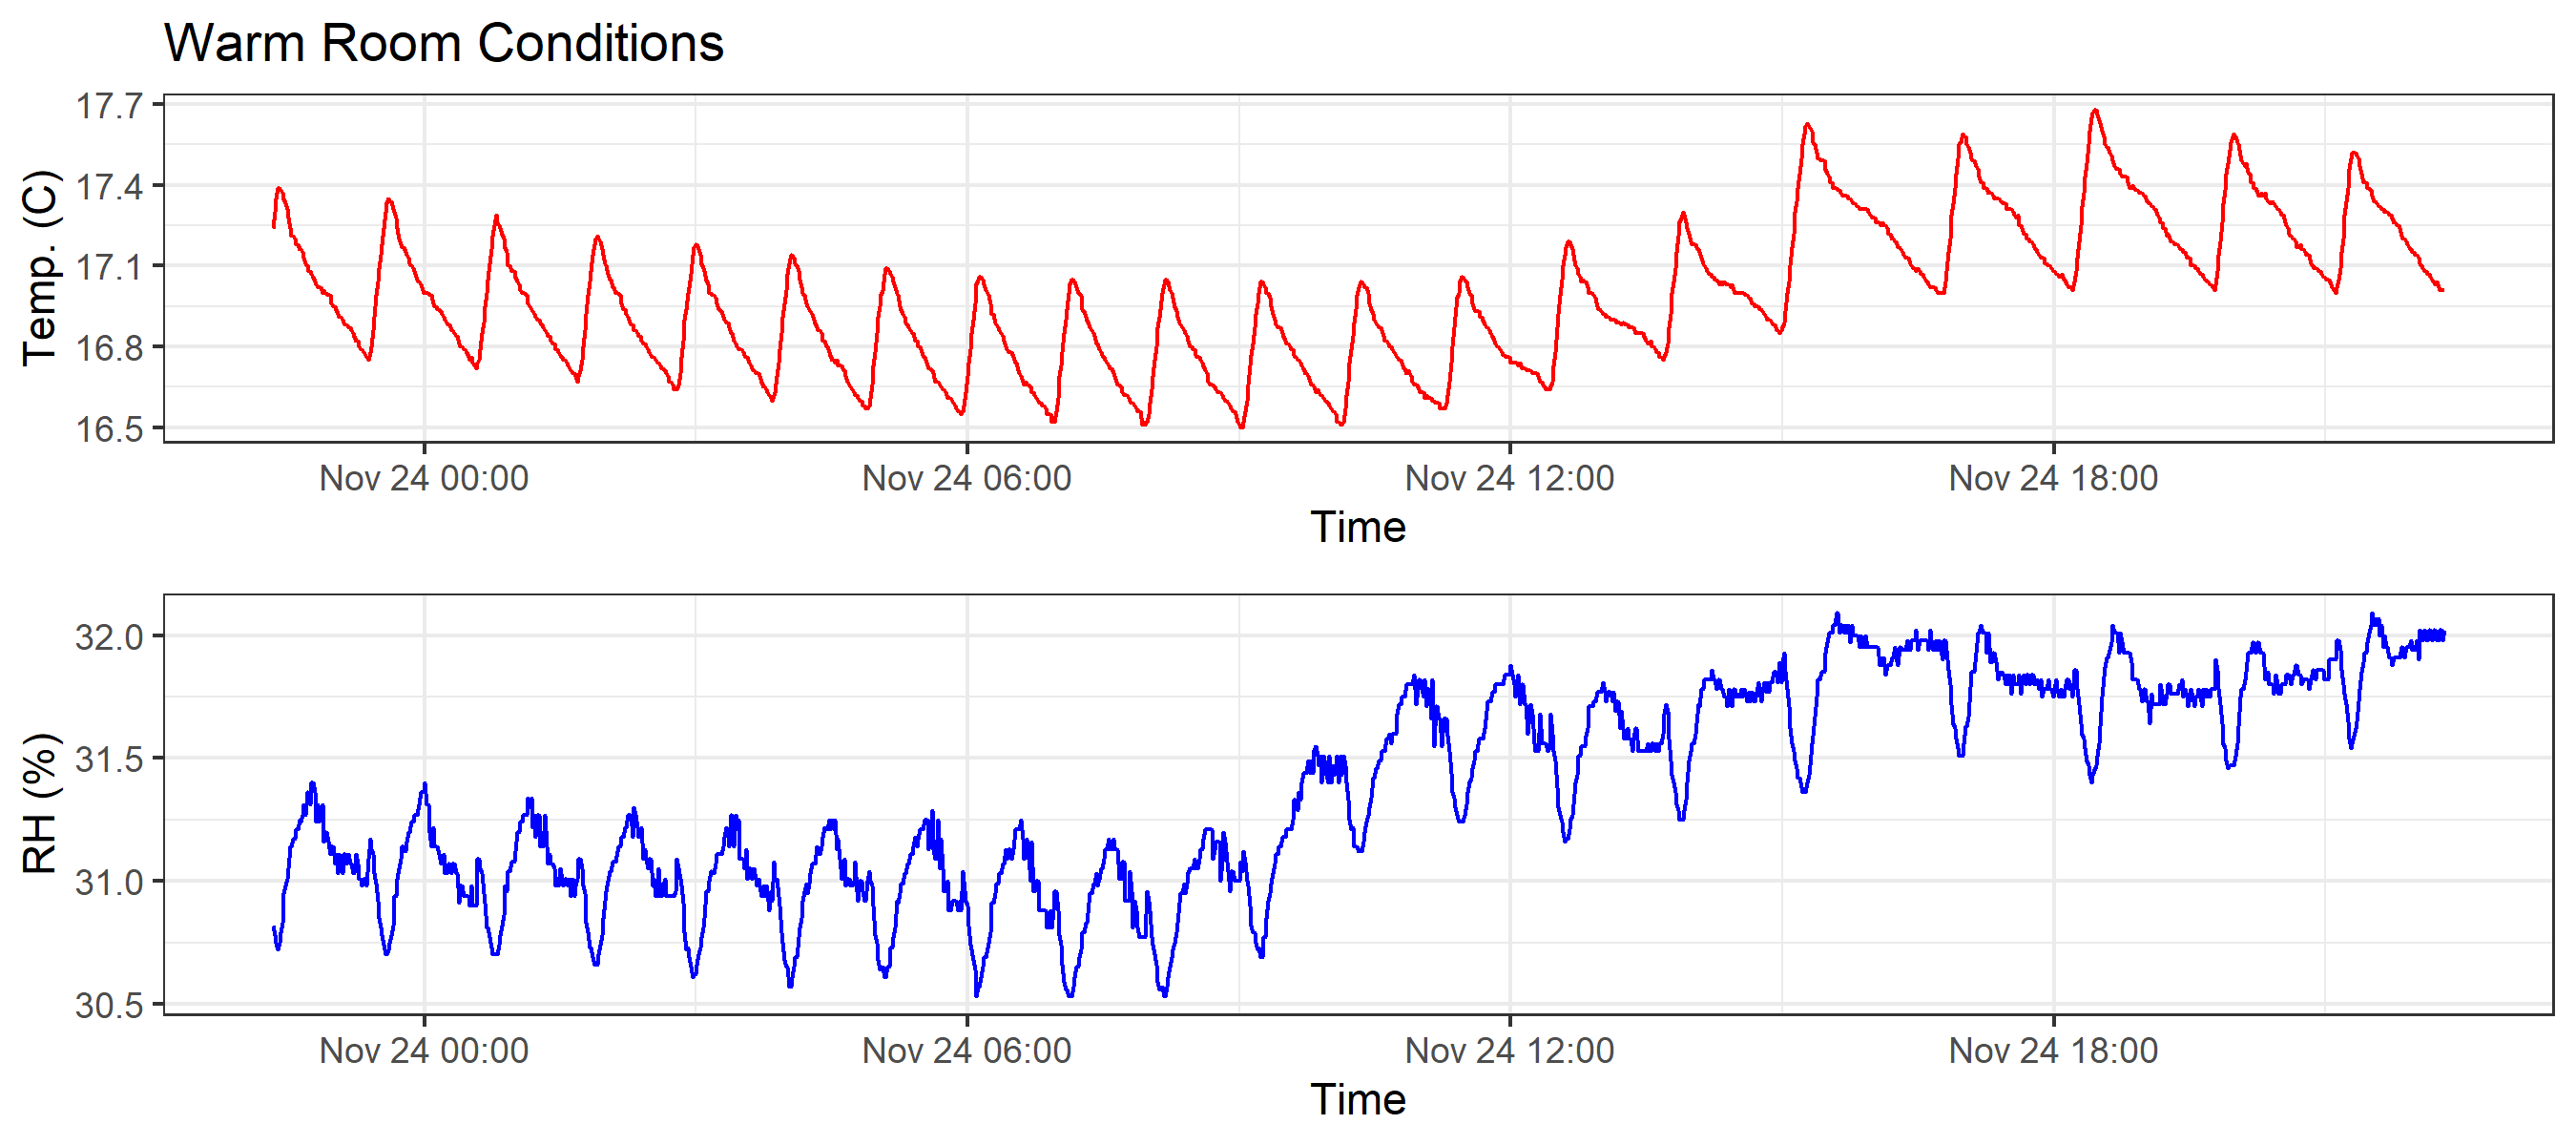 Warm Room Conditions
17.7
17.4
17.1
16.8
16.5
Temp. (C)
Nov 24 00:00 Nov 24 06:00 Nov 24 12:00 Nov 24 18:00
Time
32.0
31.5
31.0
30.5
RH (%)
Nov 24 00:00 Nov 24 06:00 Nov 24 12:00 Nov 24 18:00
Time